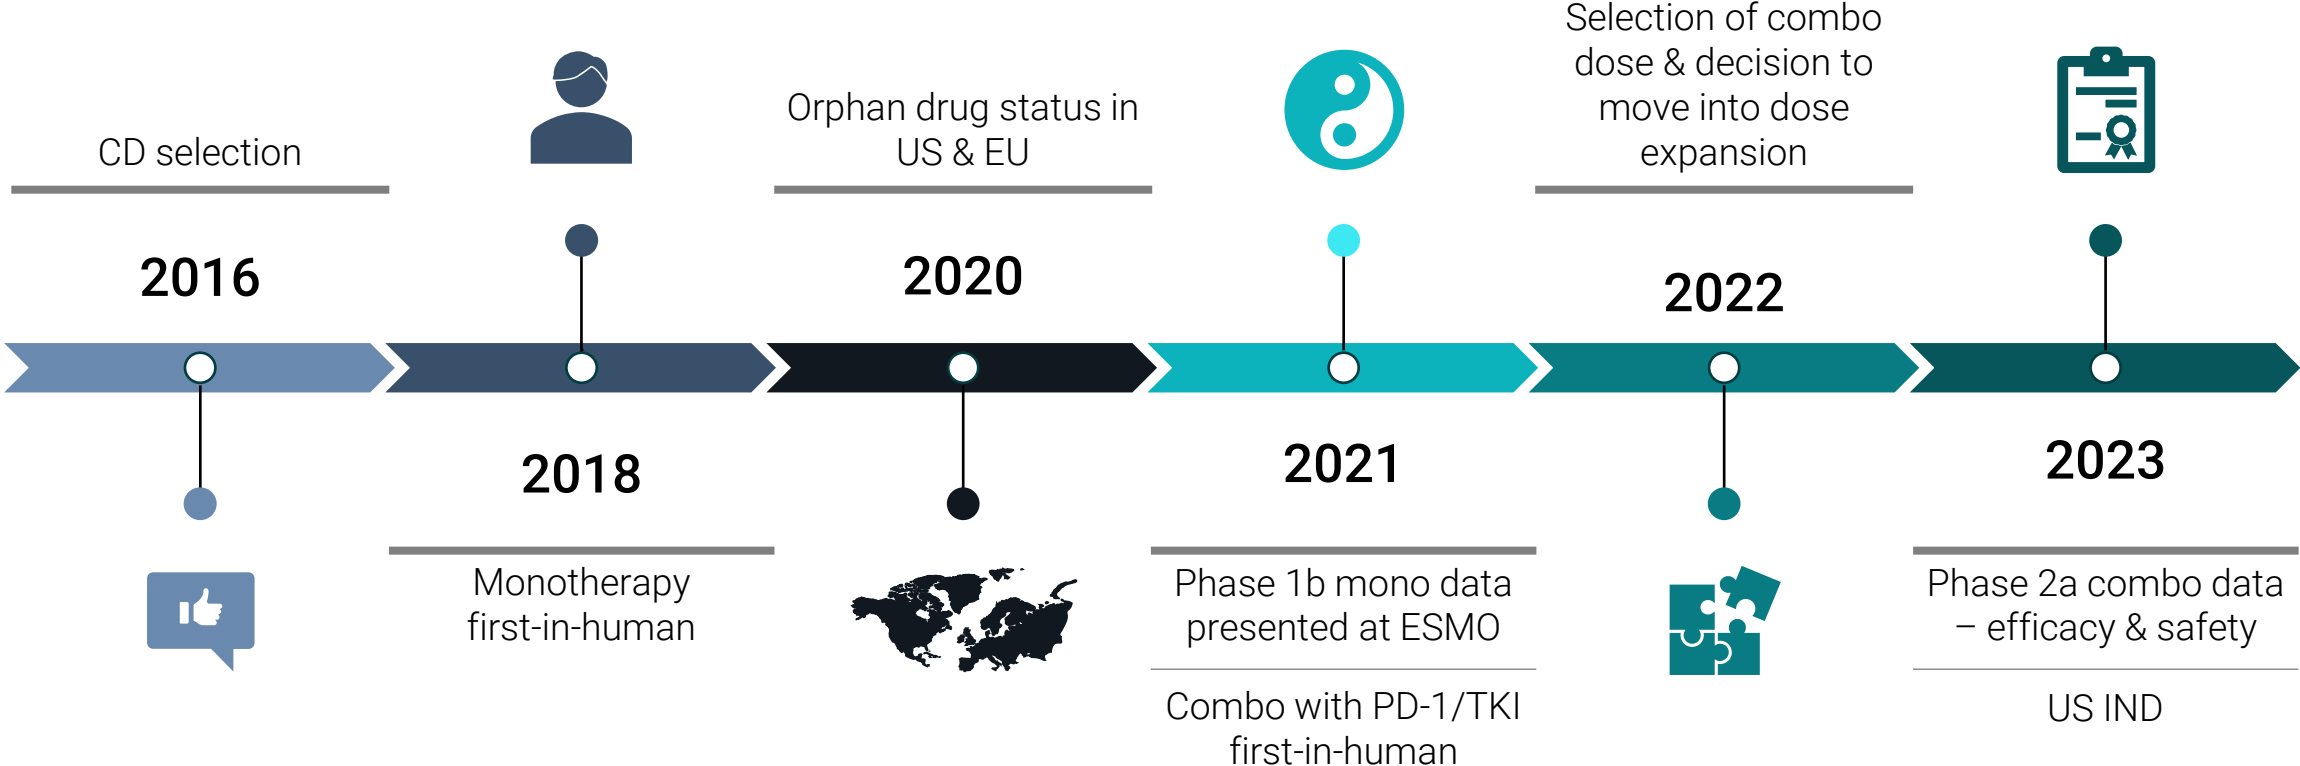 CD selection
2016
2018
Monotherapy
first-in-human
Orphan drug status in
US & EU
2020
2021
Phase 1b mono data
presented at ESMO
Combo with PD-1/TKI
first-in-human
Selection of combo
dose & decision to
move into dose
expansion
2022
2023
Phase 2a combo data
– efficacy & safety
US IND